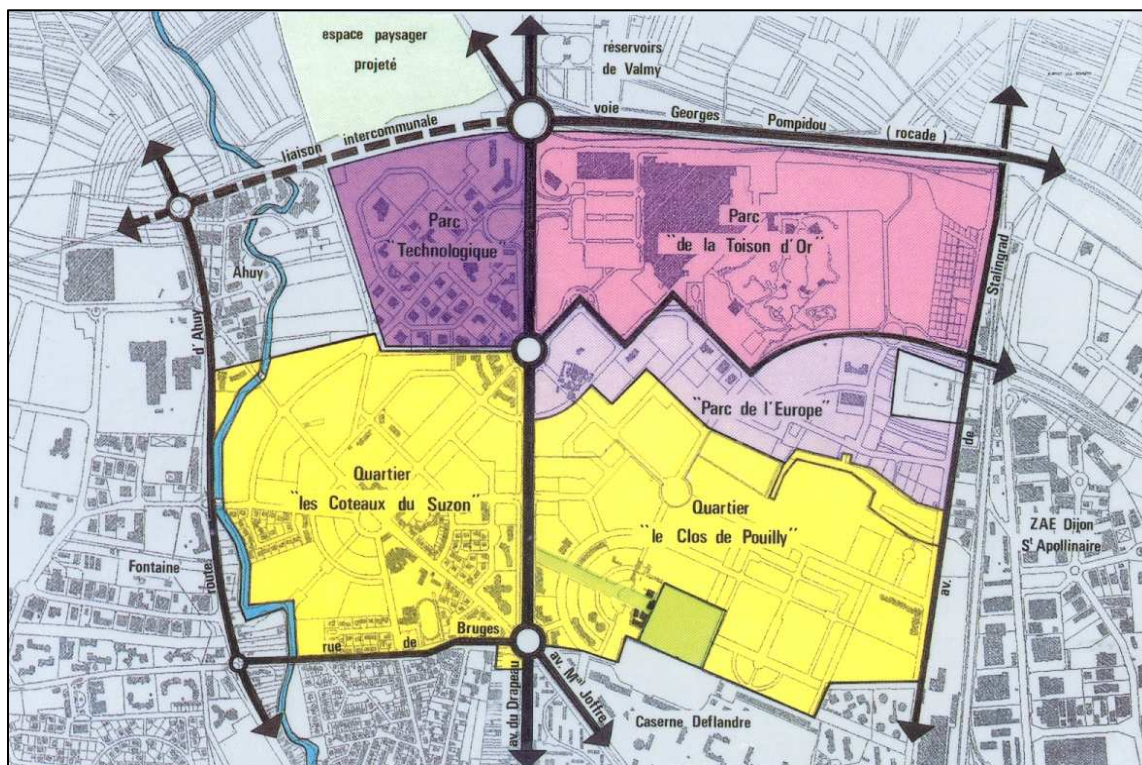 espace paysager
projeté
réservoirs
de Valmy
voie Georges Pompidou ( rocade )
liaison intercommunale
Parc
"Technologique"
Parc
"de la Toison d'Or"
Stalingrad
de
av.
Ahuy
route d'Ahuy
"Parc de l'Europe"
Quartier
"les Coteaux du Suzon"
Quartier
"le Clos de Pouilly"
ZAE Dijon
St Apollinaire
Fontaine
rue de Bruges
av. du Drapeau
av. Mal Joffre
Caserne Deflandre